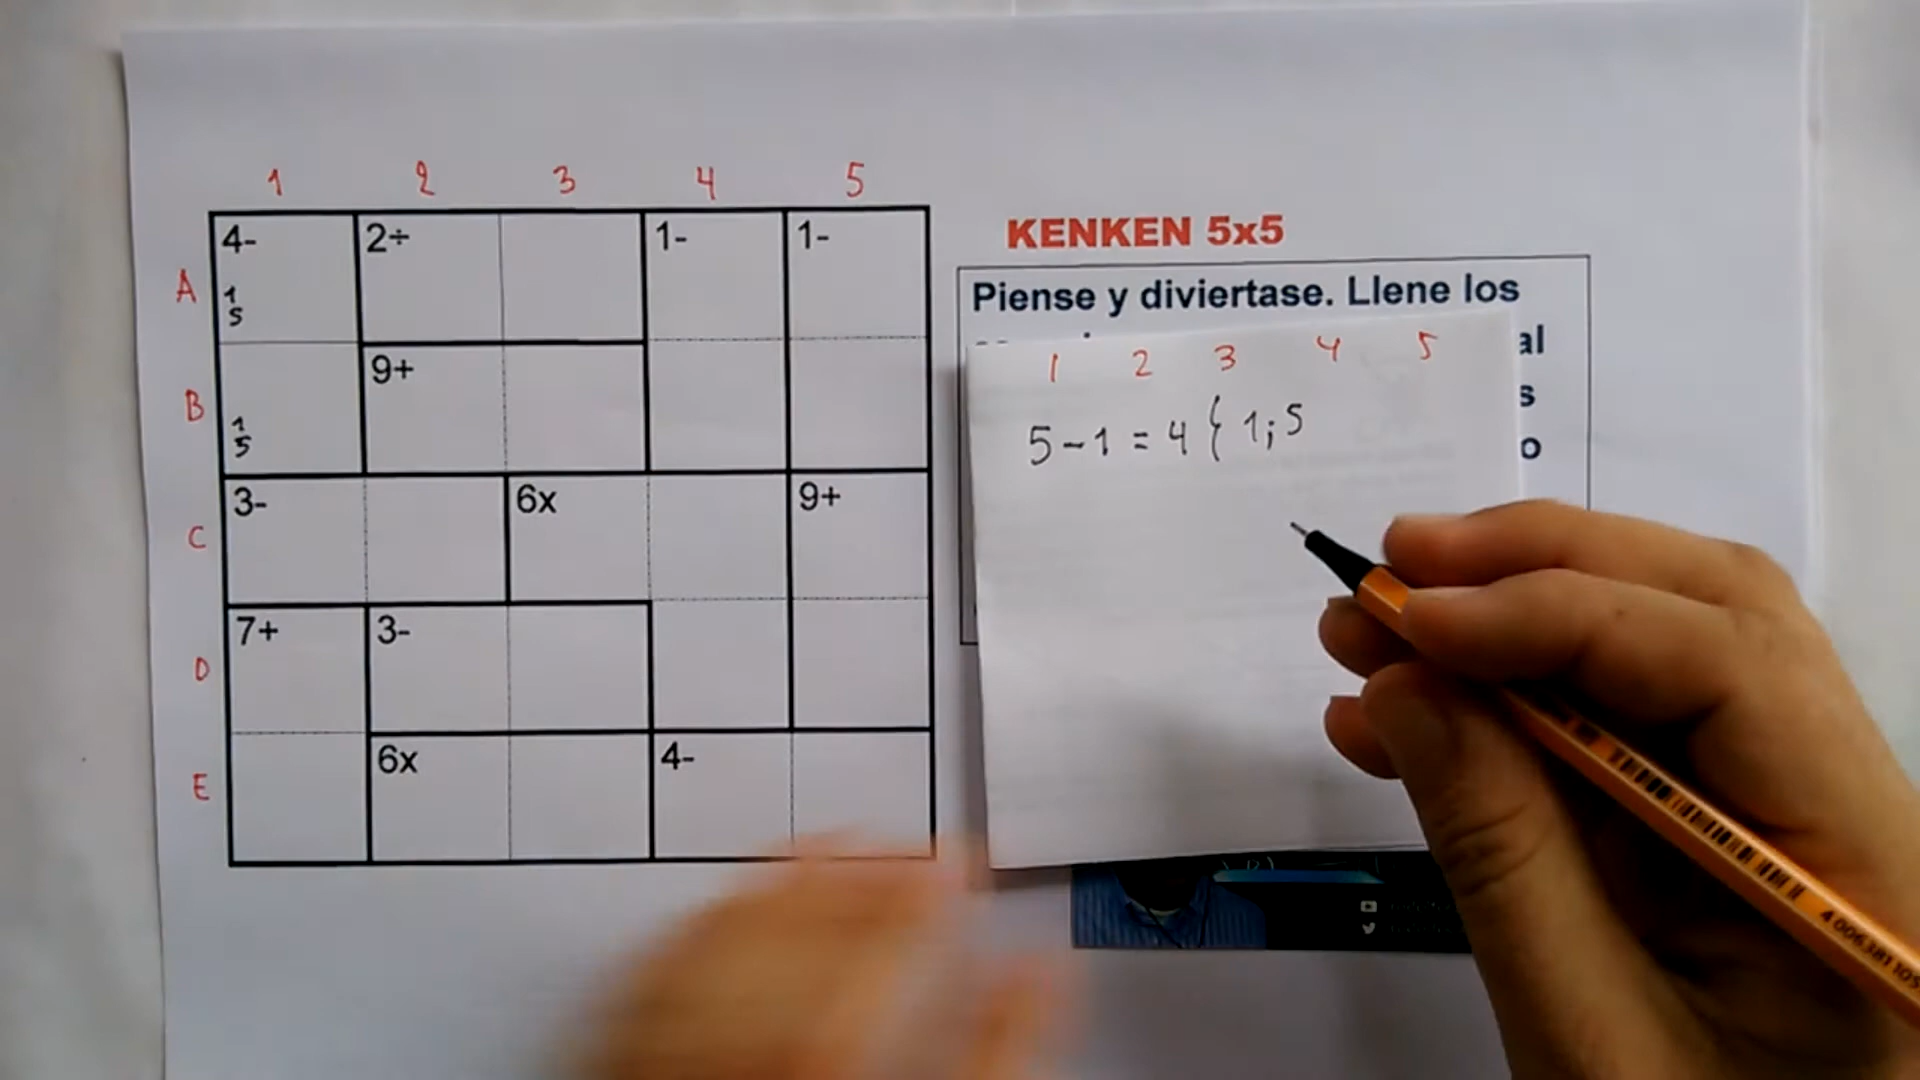 1 2 3 4 5
4- 2÷ 1- 1-
A 1 5
B 9+
1 5
C 3- 6x 9+
D 7+ 3-
E 6x 4-
KENKEN 5x5
Piense y diviertase. Llene los
al
s
o
1 2 3 4 5
5-1 = 4 { 1;5